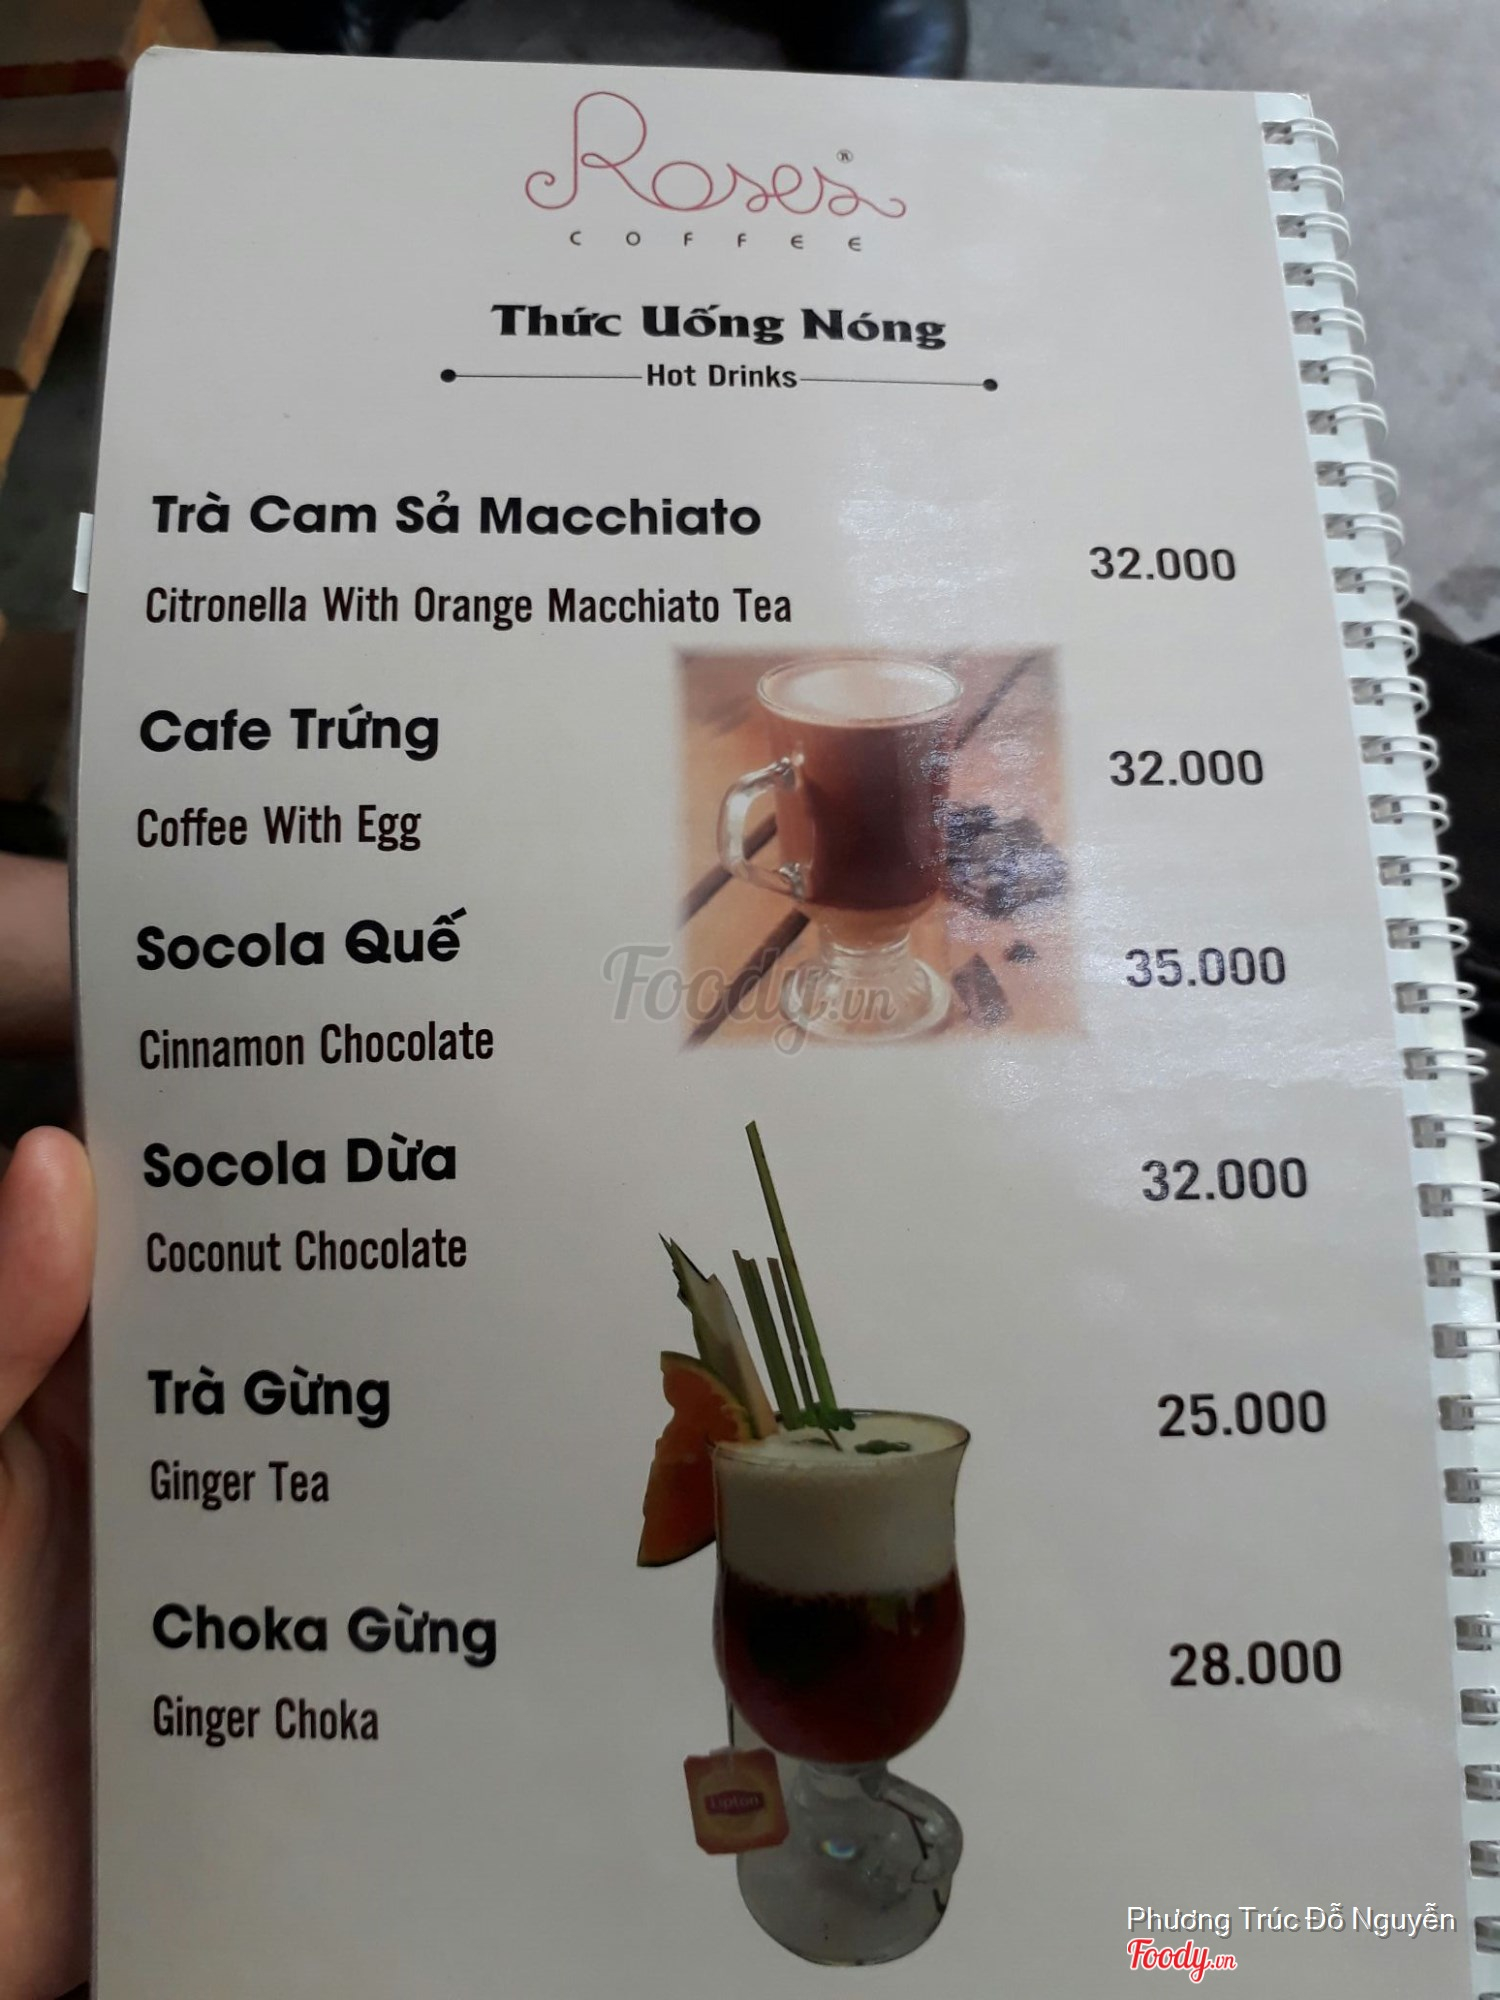 Roses®
COFFEE
Thức Uống Nóng
Hot Drinks
Trà Cam Sả Macchiato
32.000
Citronella With Orange Macchiato Tea
Cafe Trứng
32.000
Coffee With Egg
Socola Quế
35.000
Cinnamon Chocolate
Foody.vn
Socola Dừa
32.000
Coconut Chocolate
Trà Gừng
25.000
Ginger Tea
Choka Gừng
28.000
Ginger Choka
Lipton
Phương Trúc Đỗ Nguyễn
Foody.vn